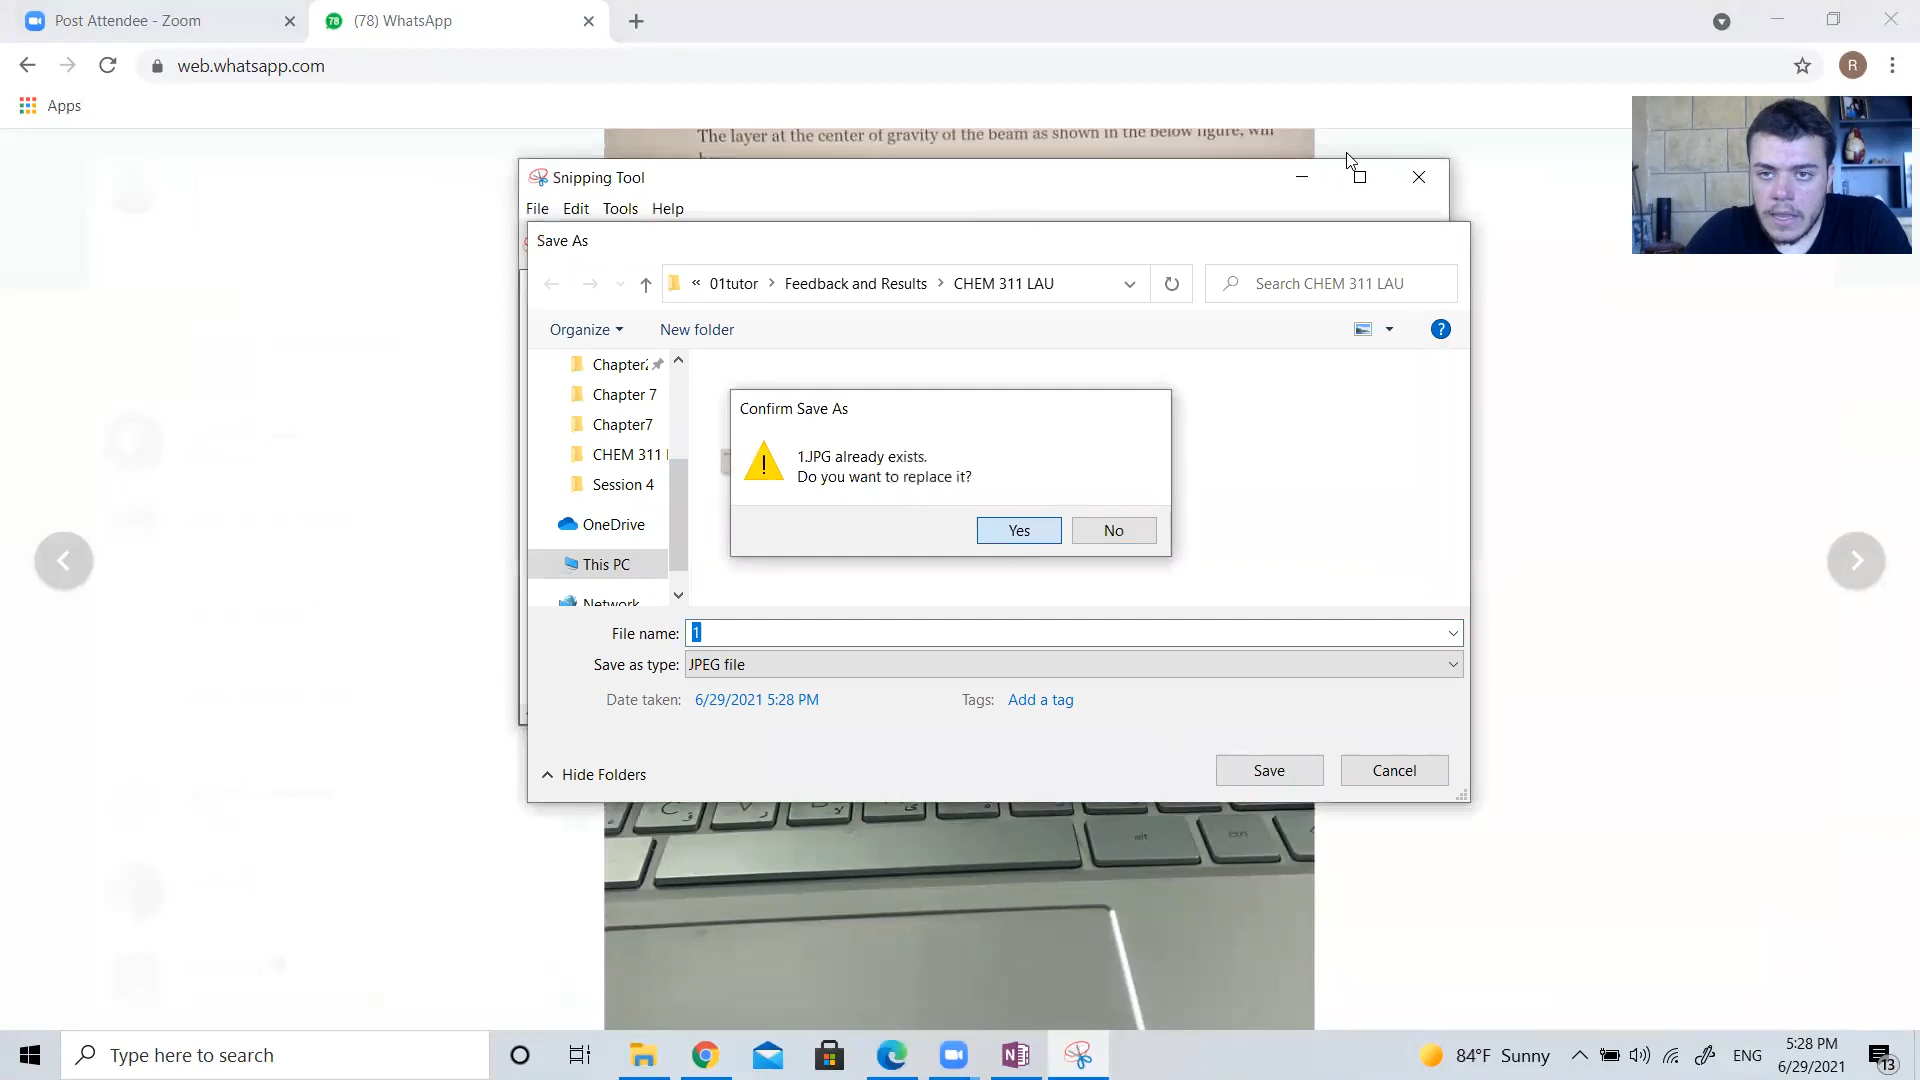 Post Attendee - Zoom
78
(78) WhatsApp
web.whatsapp.com
R
Apps
The layer at the center of gravity of the beam as shown in the below figure, will
Snipping Tool
File Edit Tools Help
Save As
« 01tutor > Feedback and Results > CHEM 311 LAU
Search CHEM 311 LAU
Organize
New folder
?
Chapter
Chapter 7
Chapter7
CHEM 311
Session 4
OneDrive
This PC
Network
Confirm Save As
1.JPG already exists.
Do you want to replace it?
Yes
No
File name: 1
Save as type: JPEG file
Date taken: 6/29/2021 5:28 PM
Tags: Add a tag
Hide Folders
Save
Cancel
alt
ctrl
Type here to search
84°F Sunny
ENG
5:28 PM
6/29/2021
13